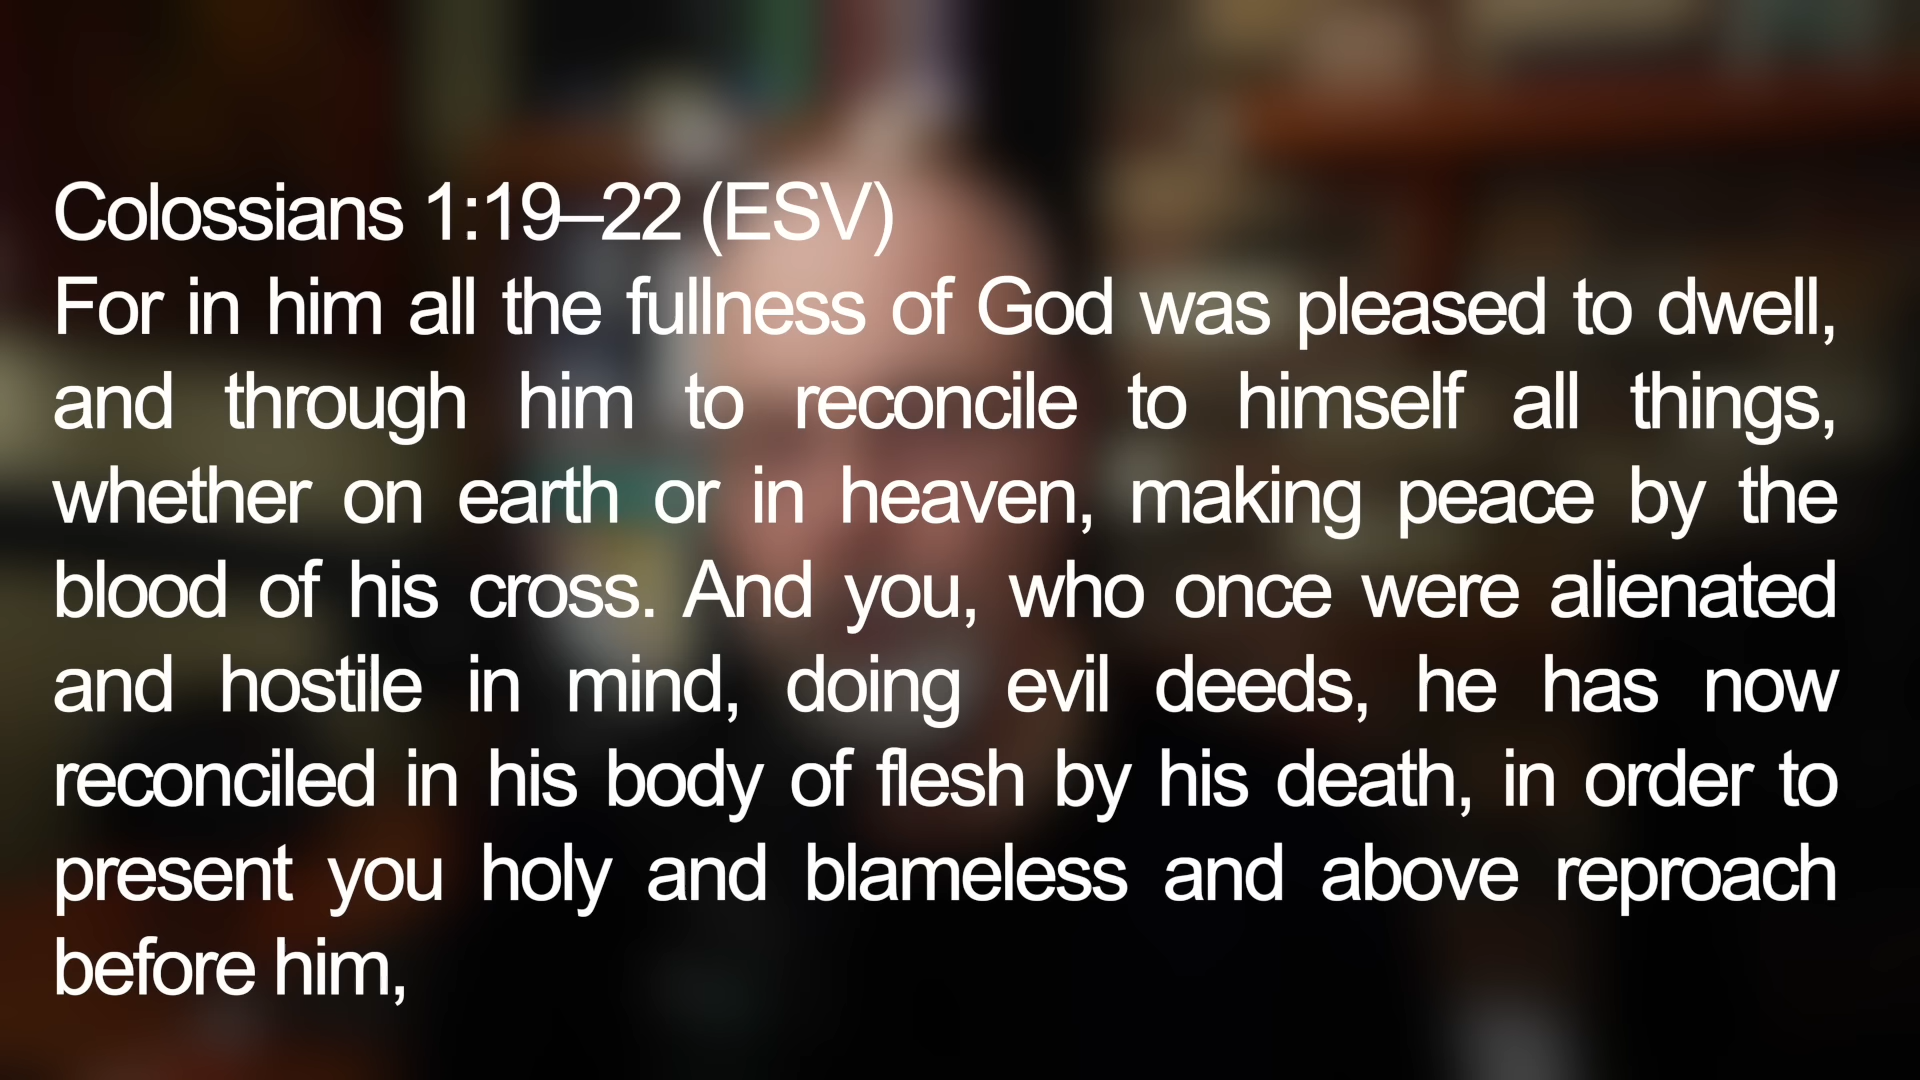 Colossians 1:19–22 (ESV)
For in him all the fullness of God was pleased to dwell,
and through him to reconcile to himself all things,
whether on earth or in heaven, making peace by the
blood of his cross. And you, who once were alienated
and hostile in mind, doing evil deeds, he has now
reconciled in his body of flesh by his death, in order to
present you holy and blameless and above reproach
before him,